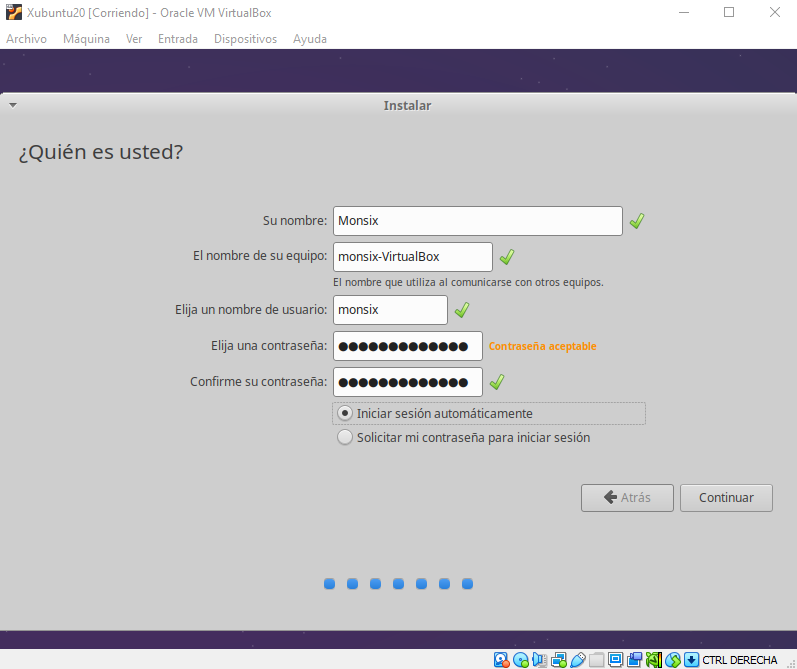 Xubuntu20 [Corriendo] - Oracle VM VirtualBox
Archivo Máquina Ver Entrada Dispositivos Ayuda
Instalar
¿Quién es usted?
Su nombre: Monsix
El nombre de su equipo: monsix-VirtualBox
El nombre que utiliza al comunicarse con otros equipos.
Elija un nombre de usuario: monsix
Elija una contraseña: ●●●●●●●●●●●●● Contraseña aceptable
Confirme su contraseña: ●●●●●●●●●●●●●
Iniciar sesión automáticamente
Solicitar mi contraseña para iniciar sesión
Atrás Continuar
CTRL DERECHA